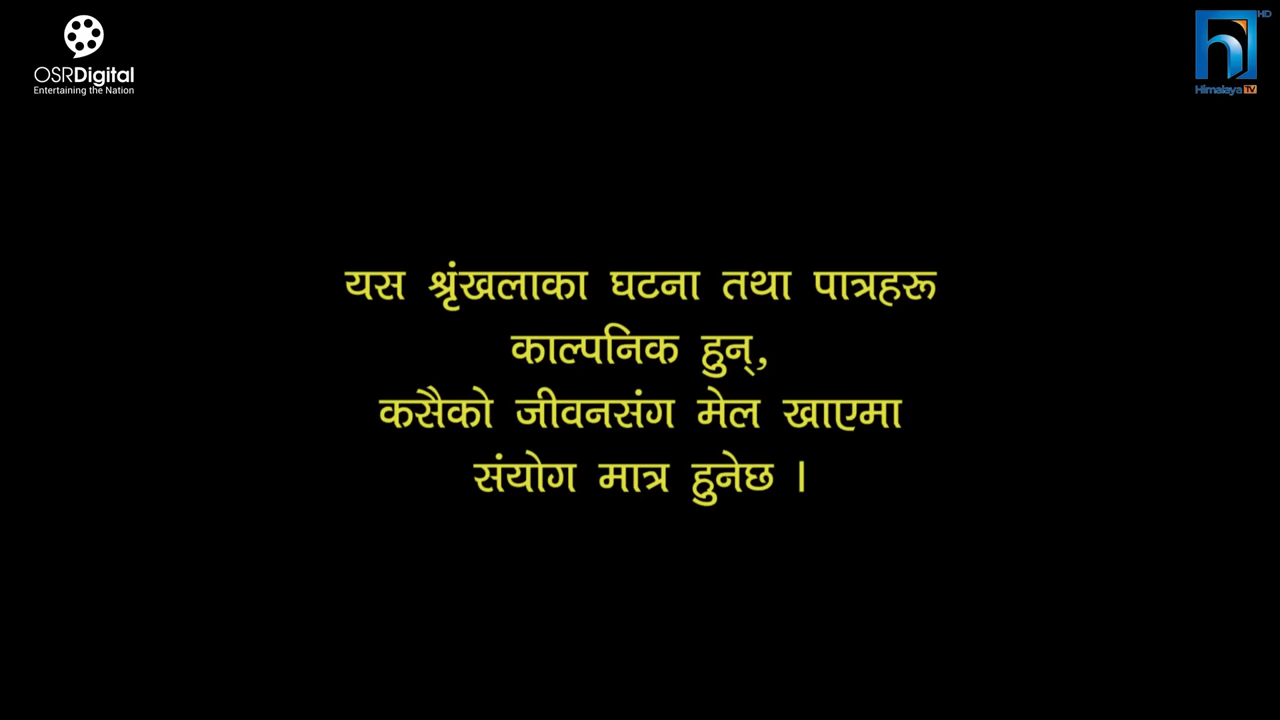 OSRDigital
Entertaining the Nation
HD
Himalaya TV
यस श्रृंखलाका घटना तथा पात्रहरू
काल्पनिक हुन्,
कसैको जीवनसंग मेल खाएमा
संयोग मात्र हुनेछ ।